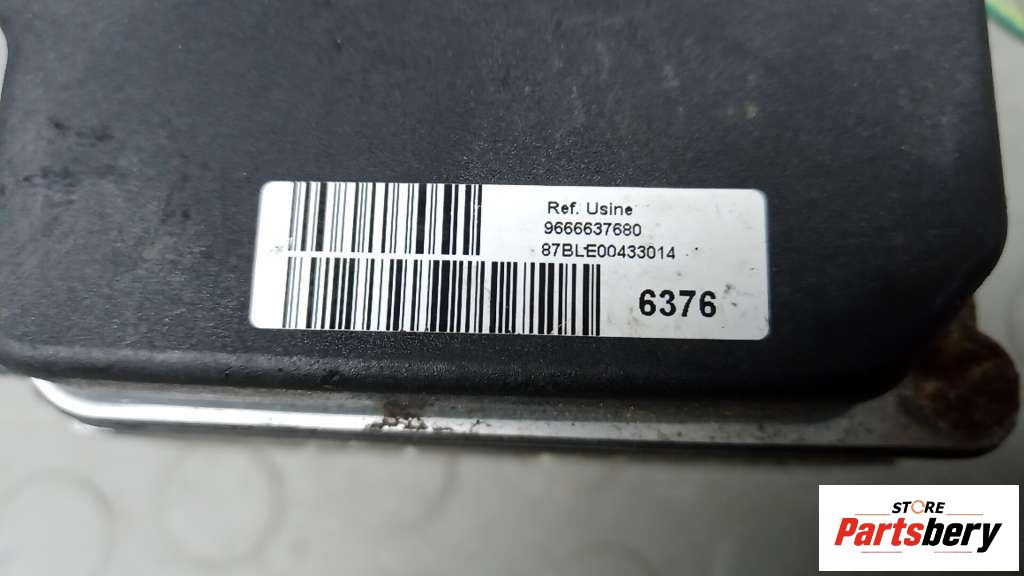 Ref. Usine
9666637680
87BLE00433014
6376
STORE
Partsbery